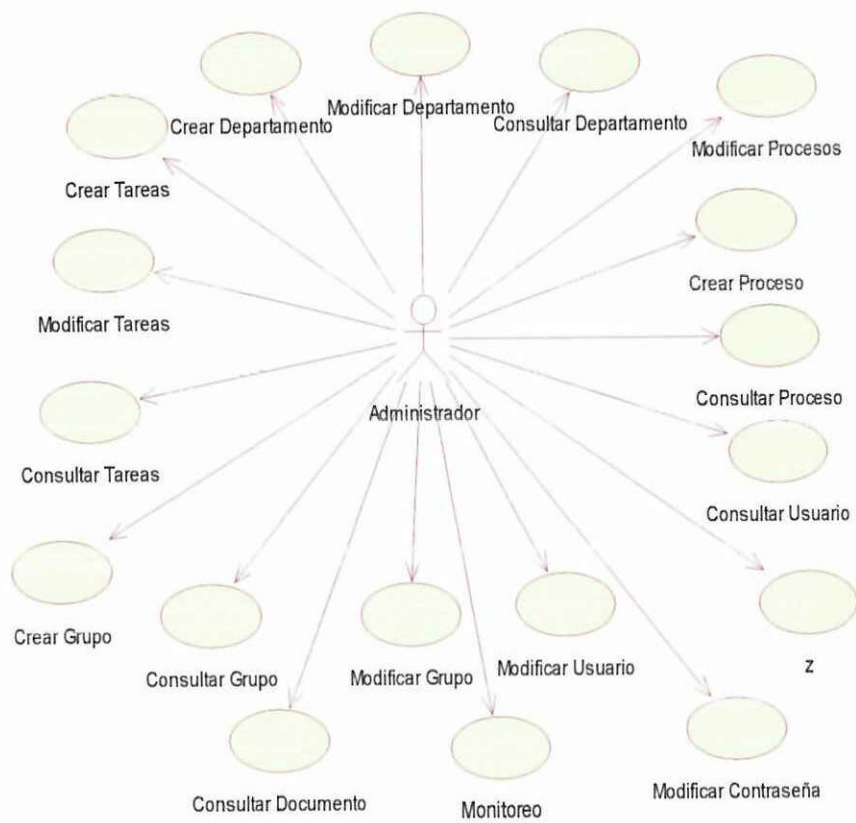 Modificar Departamento
Crear Departamento
Consultar Departamento
Modificar Procesos
Crear Tareas
Crear Proceso
Modificar Tareas
Consultar Proceso
Administrador
Consultar Tareas
Consultar Usuario
Crear Grupo
Consultar Grupo
Modificar Grupo
Modificar Usuario
z
Consultar Documento
Monitoreo
Modificar Contraseña